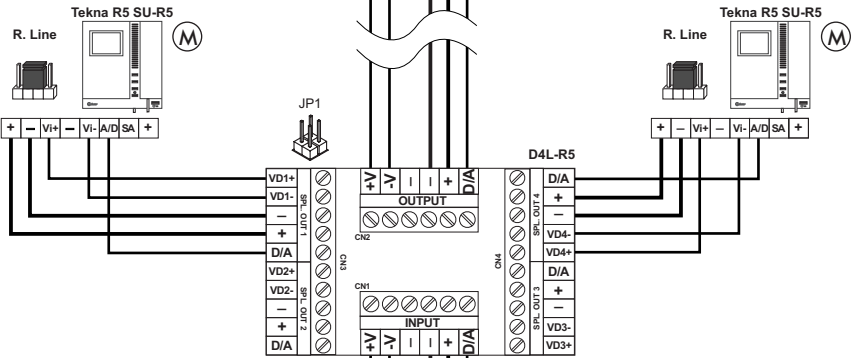 Tekna R5 SU-R5
R. Line
M
+ – Vi+ – Vi- A/D SA +
Tekna R5 SU-R5
R. Line
M
+ – Vi+ – Vi- A/D SA +
JP1
D4L-R5
VD1+
VD1-
–
+
D/A
VD2+
VD2-
–
+
D/A
SPL. OUT 1
SPL. OUT 2
CN3
+V -V – – + D/A
OUTPUT
CN2
CN1
INPUT
+V -V – – + D/A
CN4
SPL. OUT 4
SPL. OUT 3
D/A
+
–
VD4-
VD4+
D/A
+
–
VD3-
VD3+